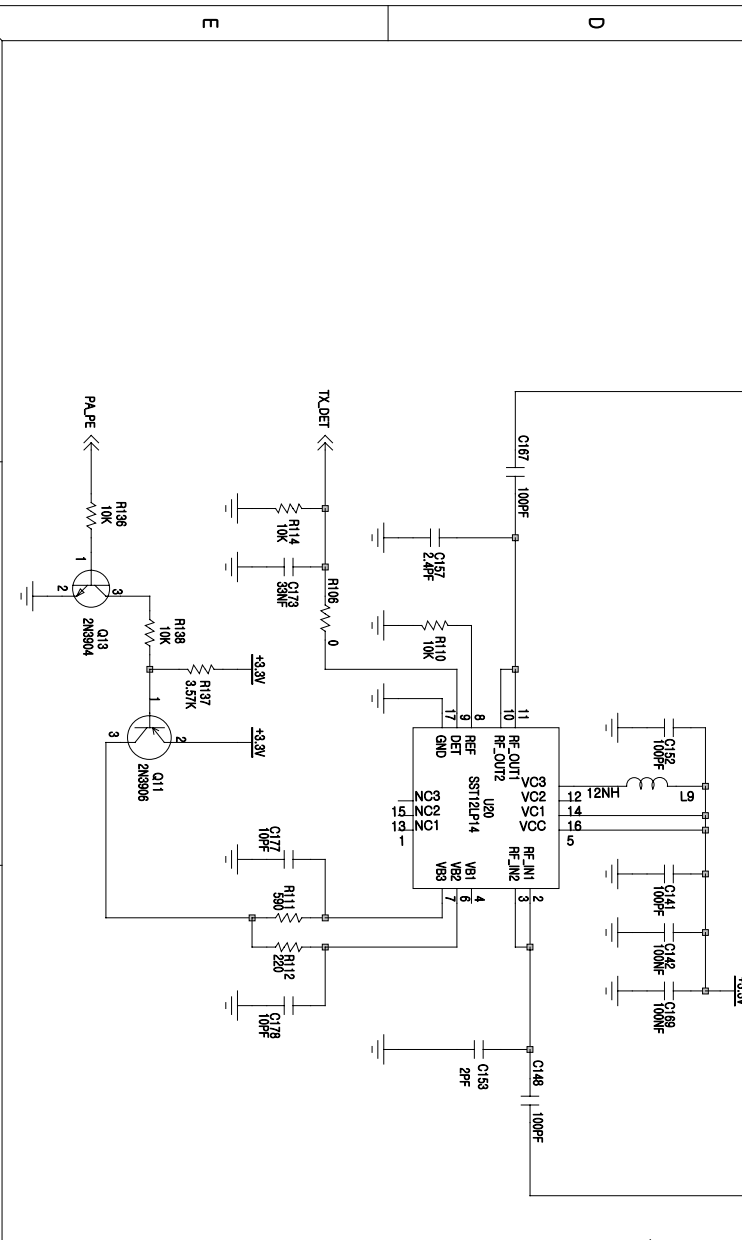 E
D
PA_PE
R136
10K
1
2
3
Q13
2N3904
R138
10K
R137
3.57K
+3.3V
+3.3V
1
2
3
Q11
2N3906
TX_DET
R114
10K
C173
33NF
R106
0
C167
100PF
C157
2.4PF
R110
10K
17
9
8
10
11
GND
DET
REF
RF_OUT2
RF_OUT1
U20
SST12LP14
NC3
NC2
NC1
15
13
1
VC3
VC2
VC1
VCC
12
14
16
5
RF_IN1
RF_IN2
VB1
VB2
VB3
2
3
4
6
7
12NH
L9
C152
100PF
C141
100PF
C142
100NF
C169
100NF
C177
10PF
R111
590
R112
220
C178
10PF
C153
2PF
C148
100PF